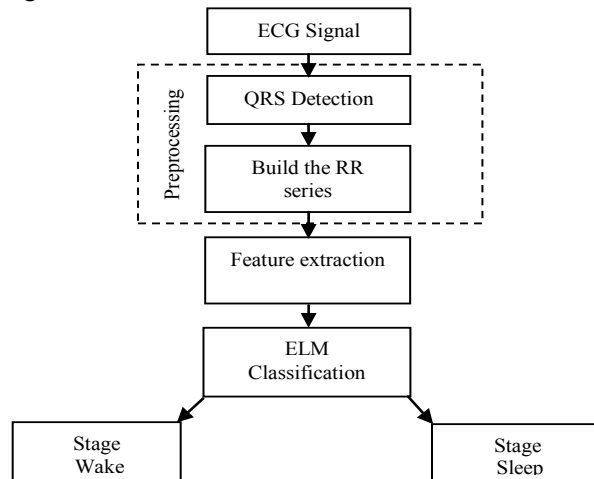 ECG Signal
Preprocessing
QRS Detection
Build the RR
series
Feature extraction
ELM
Classification
Stage
Wake
Stage
Sleep